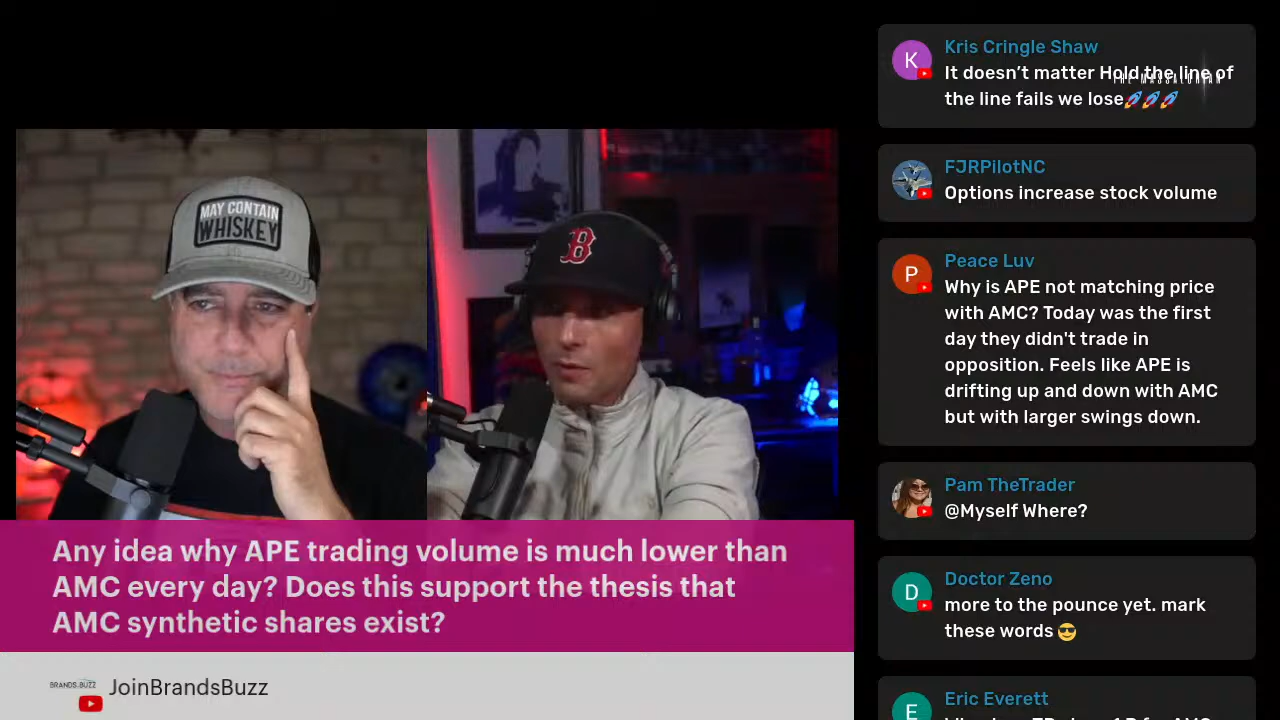 MAY CONTAIN
WHISKEY
B
Any idea why APE trading volume is much lower than
AMC every day? Does this support the thesis that
AMC synthetic shares exist?
BRANDS.BUZZ
JoinBrandsBuzz
K
Kris Cringle Shaw
It doesn’t matter Hold the line of
the line fails we lose🚀🚀🚀
FJRPilotNC
Options increase stock volume
P
Peace Luv
Why is APE not matching price
with AMC? Today was the first
day they didn't trade in
opposition. Feels like APE is
drifting up and down with AMC
but with larger swings down.
Pam TheTrader
@Myself Where?
D
Doctor Zeno
more to the pounce yet. mark
these words 😎
E
Eric Everett